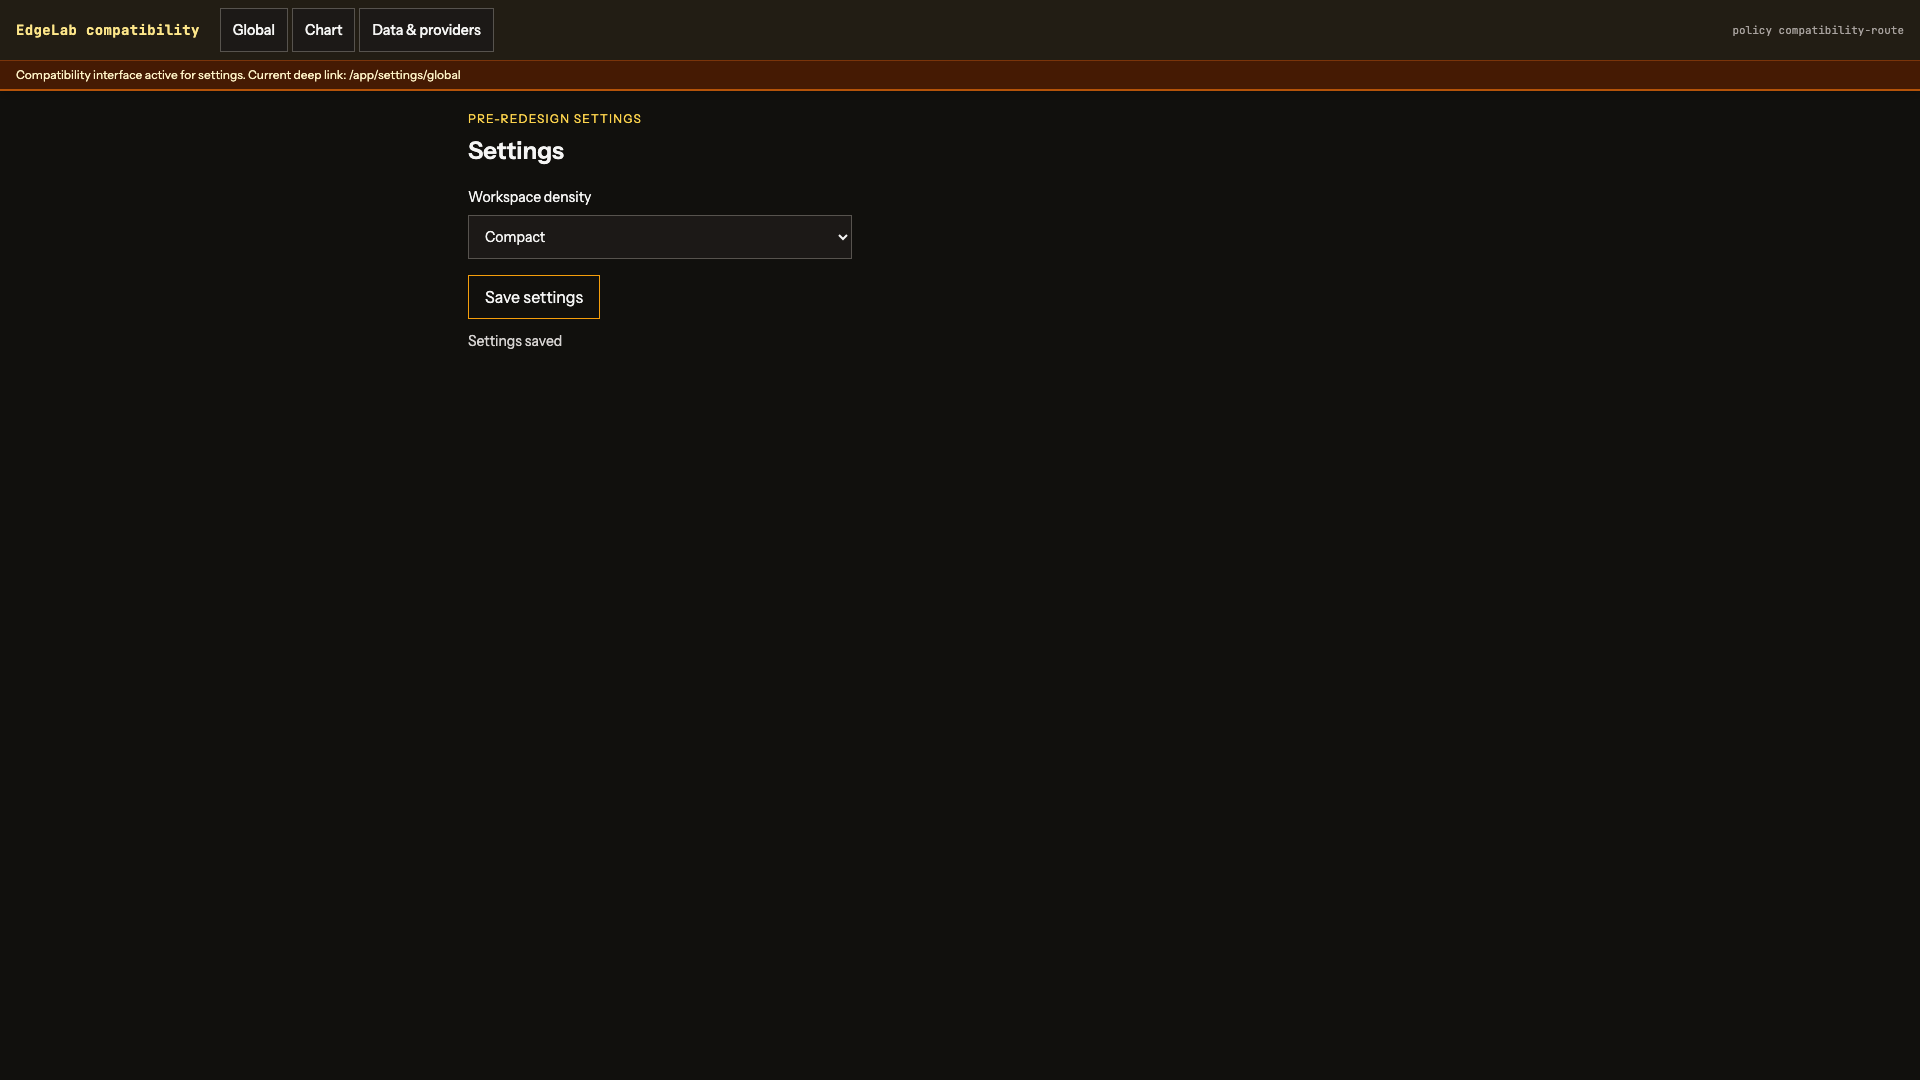 EdgeLab compatibility
Global
Chart
Data & providers
policy compatibility-route
Compatibility interface active for settings. Current deep link: /app/settings/global
PRE-REDESIGN SETTINGS
Settings
Workspace density
Compact
Save settings
Settings saved